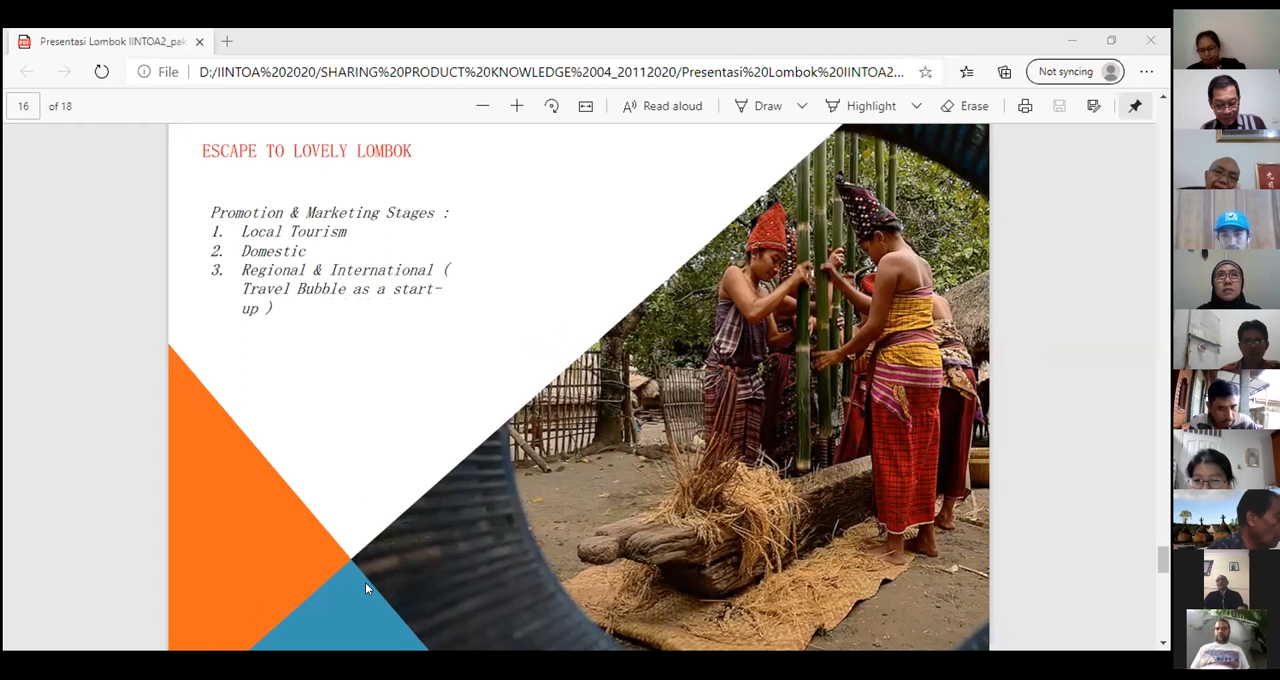 Presentasi Lombok IINTOA2_pak
File
D:/IINTOA%202020/SHARING%20PRODUCT%20KNOWLEDGE%2004_20112020/Presentasi%20Lombok%20IINTOA2...
Not syncing
16 of 18
Read aloud
Draw
Highlight
Erase
ESCAPE TO LOVELY LOMBOK
Promotion & Marketing Stages :
1. Local Tourism
2. Domestic
3. Regional & International (
Travel Bubble as a start-
up )